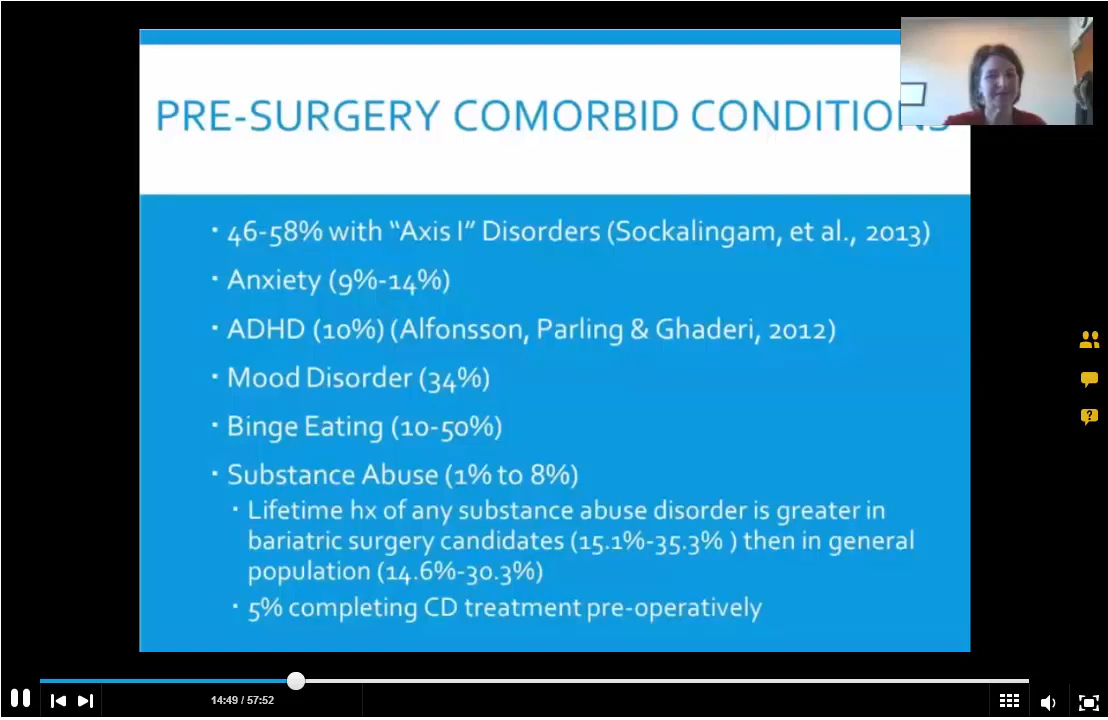 PRE-SURGERY COMORBID CONDITIONS
· 46-58% with “Axis I” Disorders (Sockalingam, et al., 2013)
· Anxiety (9%-14%)
· ADHD (10%) (Alfonsson, Parling & Ghaderi, 2012)
· Mood Disorder (34%)
· Binge Eating (10-50%)
· Substance Abuse (1% to 8%)
· Lifetime hx of any substance abuse disorder is greater in
bariatric surgery candidates (15.1%-35.3% ) then in general
population (14.6%-30.3%)
· 5% completing CD treatment pre-operatively
14:49 / 57:52